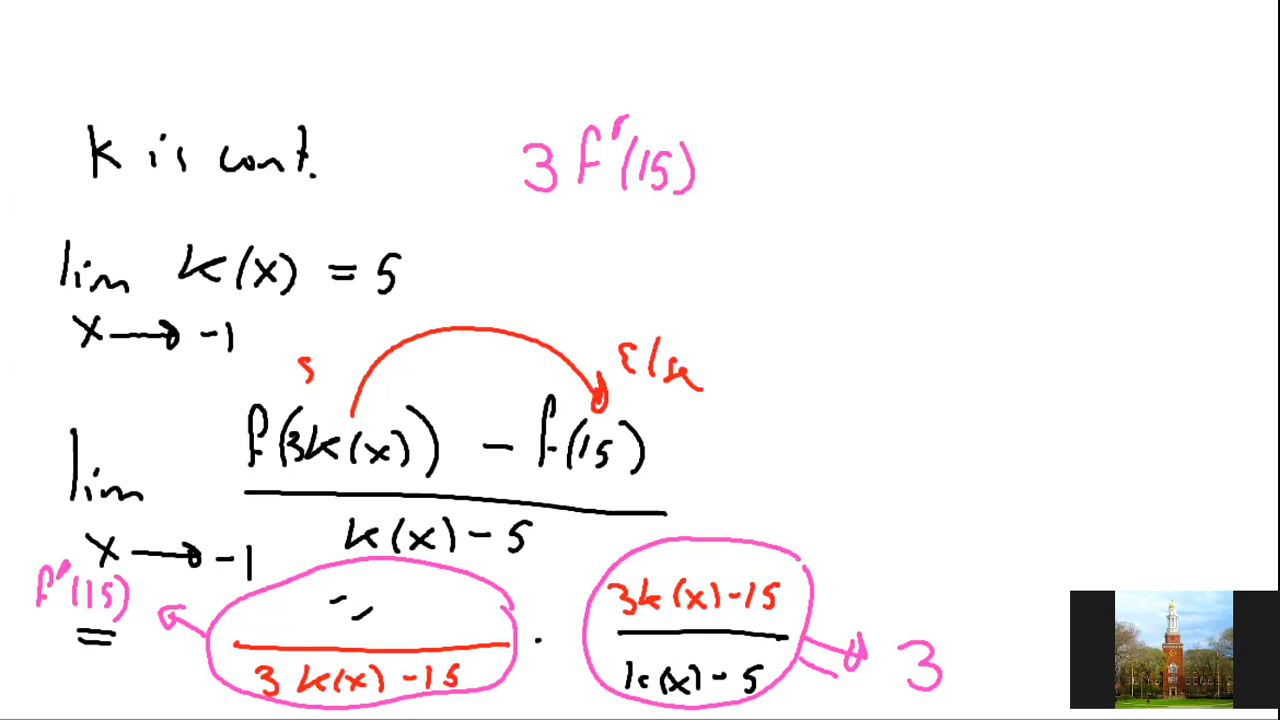 k is cont.
3 f'(15)
lim k(x) = 5
x → -1
5
lim f(3k(x)) - f(15)
k(x) - 5
x → -1
f'(15)
= 〃 · 3k(x) - 15
3k(x) - 15
k(x) - 5
3